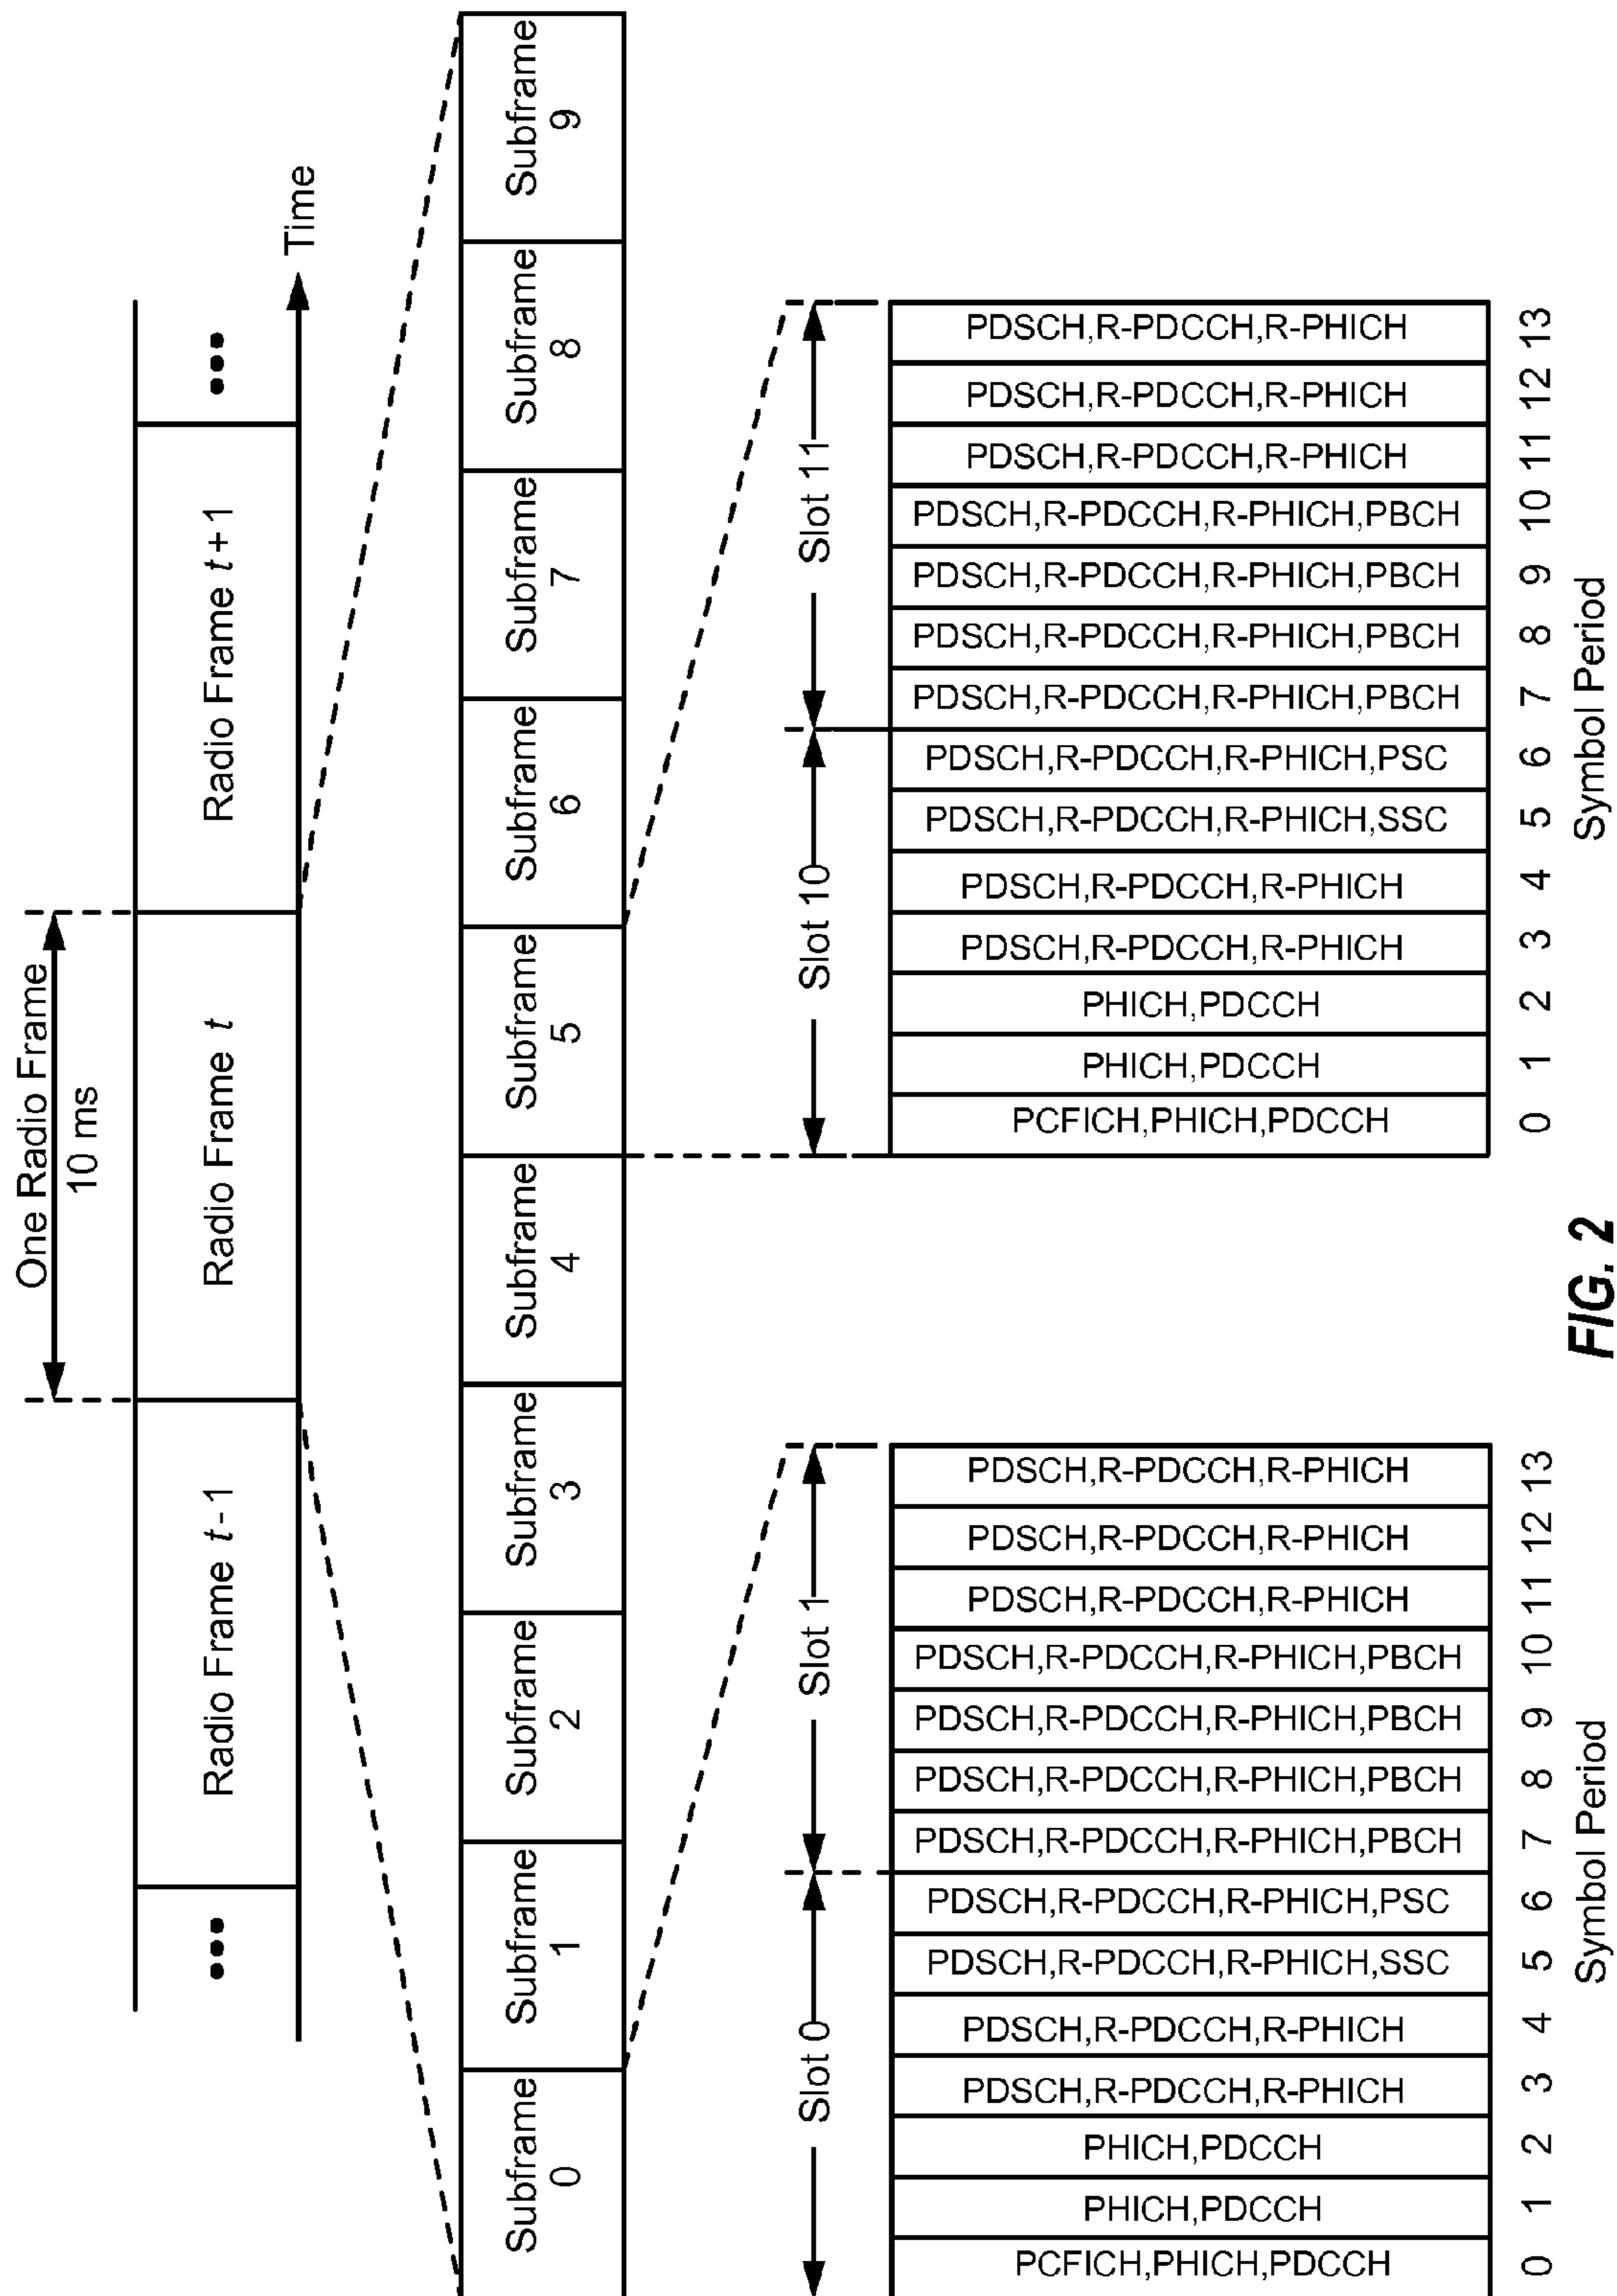 One Radio Frame
10 ms
•••
Radio Frame t-1
Radio Frame t
Radio Frame t+1
•••
Time
Subframe
0
Subframe
1
Subframe
2
Subframe
3
Subframe
4
Subframe
5
Subframe
6
Subframe
7
Subframe
8
Subframe
9
Slot 0
Slot 1
PCFICH,PHICH,PDCCH
PHICH,PDCCH
PHICH,PDCCH
PDSCH,R-PDCCH,R-PHICH
PDSCH,R-PDCCH,R-PHICH
PDSCH,R-PDCCH,R-PHICH,SSC
PDSCH,R-PDCCH,R-PHICH,PSC
PDSCH,R-PDCCH,R-PHICH,PBCH
PDSCH,R-PDCCH,R-PHICH,PBCH
PDSCH,R-PDCCH,R-PHICH,PBCH
PDSCH,R-PDCCH,R-PHICH,PBCH
PDSCH,R-PDCCH,R-PHICH
PDSCH,R-PDCCH,R-PHICH
PDSCH,R-PDCCH,R-PHICH
0 1 2 3 4 5 6 7 8 9 10 11 12 13
Symbol Period
Slot 10
Slot 11
PCFICH,PHICH,PDCCH
PHICH,PDCCH
PHICH,PDCCH
PDSCH,R-PDCCH,R-PHICH
PDSCH,R-PDCCH,R-PHICH
PDSCH,R-PDCCH,R-PHICH,SSC
PDSCH,R-PDCCH,R-PHICH,PSC
PDSCH,R-PDCCH,R-PHICH,PBCH
PDSCH,R-PDCCH,R-PHICH,PBCH
PDSCH,R-PDCCH,R-PHICH,PBCH
PDSCH,R-PDCCH,R-PHICH,PBCH
PDSCH,R-PDCCH,R-PHICH
PDSCH,R-PDCCH,R-PHICH
PDSCH,R-PDCCH,R-PHICH
0 1 2 3 4 5 6 7 8 9 10 11 12 13
Symbol Period
FIG. 2